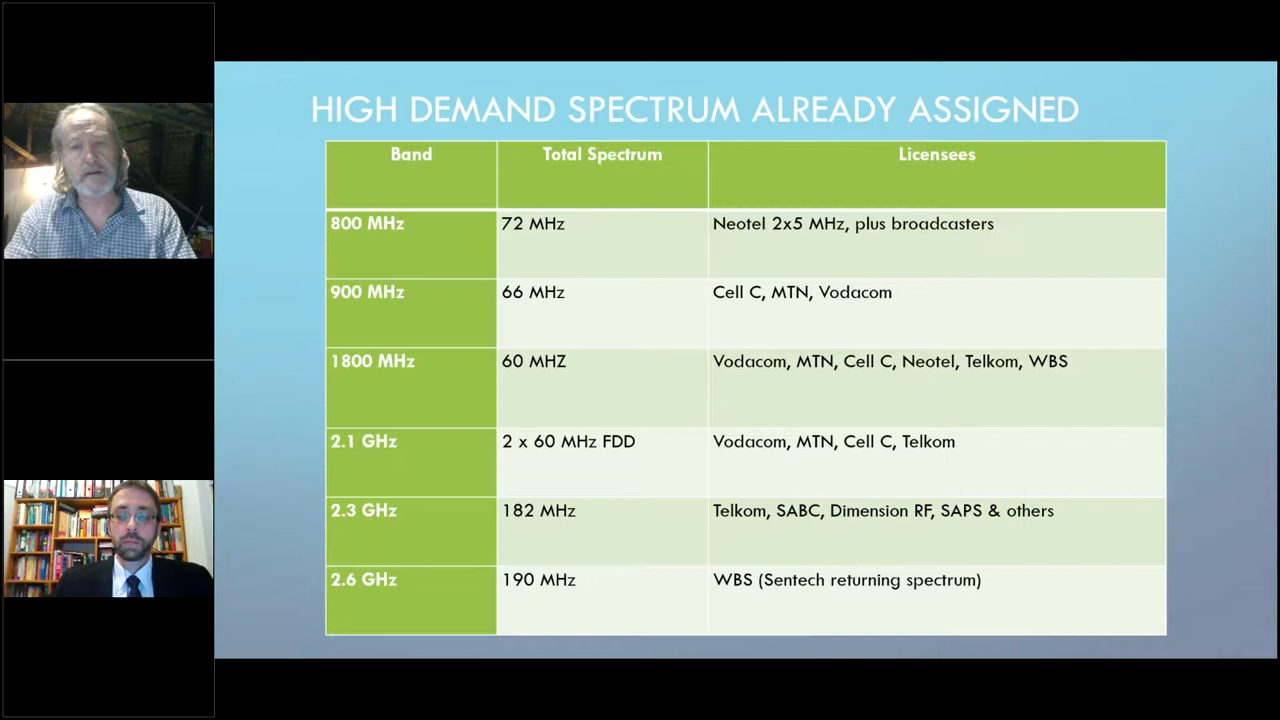 HIGH DEMAND SPECTRUM ALREADY ASSIGNED
Band Total Spectrum Licensees
800 MHz 72 MHz Neotel 2x5 MHz, plus broadcasters
900 MHz 66 MHz Cell C, MTN, Vodacom
1800 MHz 60 MHZ Vodacom, MTN, Cell C, Neotel, Telkom, WBS
2.1 GHz 2 x 60 MHz FDD Vodacom, MTN, Cell C, Telkom
2.3 GHz 182 MHz Telkom, SABC, Dimension RF, SAPS & others
2.6 GHz 190 MHz WBS (Sentech returning spectrum)